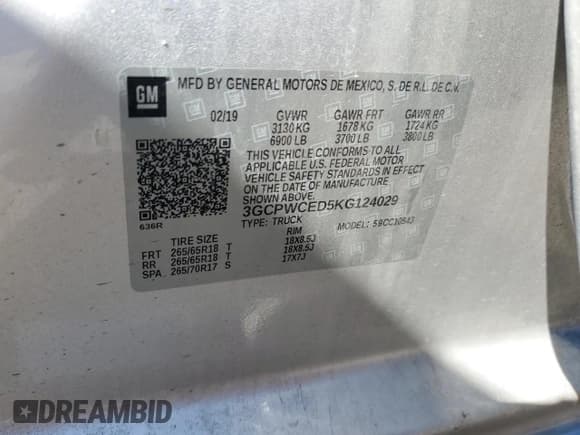 GM
MFD BY GENERAL MOTORS DE MEXICO, S. DE R.L. DE C.V.
02/19 GVWR GAWR FRT GAWR RR
3130 KG 1678 KG 1724 KG
6900 LB 3700 LB 3800 LB
THIS VEHICLE CONFORMS TO ALL
APPLICABLE U.S. FEDERAL MOTOR
VEHICLE SAFETY STANDARDS IN
EFFECT ON THE DATE OF
MANUFACTURE SHOWN ABOVE.
3GCPWCED5KG124029
636R
TYPE: TRUCK MODEL:
TIRE SIZE RIM
FRT 265/65R18 T 18X8.5J
RR 265/65R18 T 18X8.5J
SPA 265/70R17 S 17X7J
DREAMBID